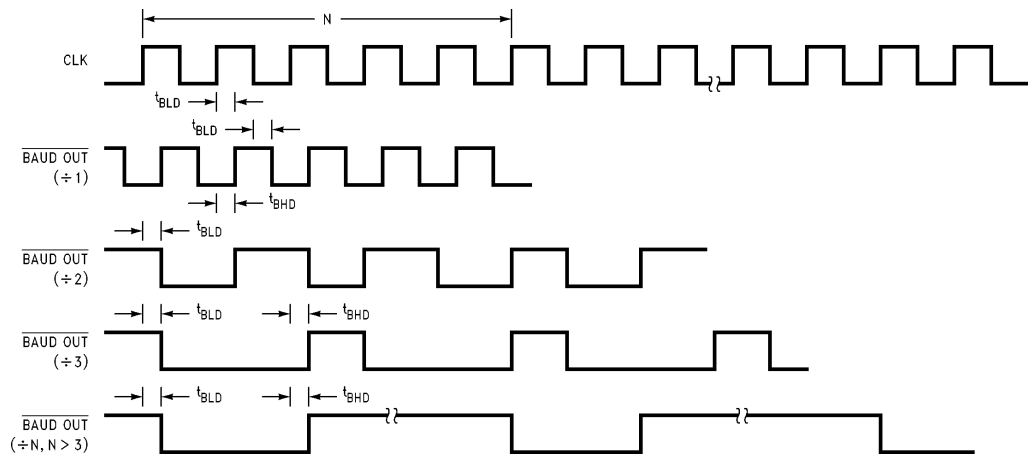 N
CLK
tBLD
tBLD
BAUD OUT
(÷1)
tBHD
tBLD
BAUD OUT
(÷2)
tBLD
tBHD
BAUD OUT
(÷3)
tBLD
tBHD
BAUD OUT
(÷N, N > 3)